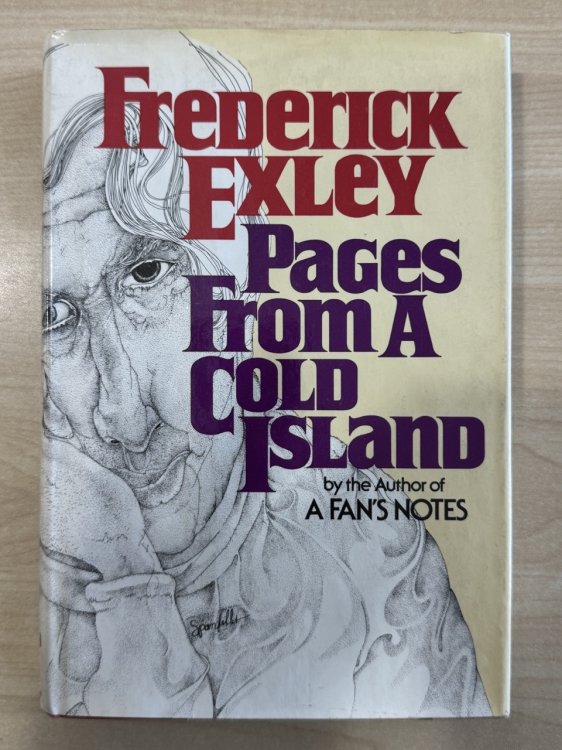 FREDERICK
EXLEY
PAGES
FROM A
COLD
ISLAND
by the Author of
A FAN'S NOTES